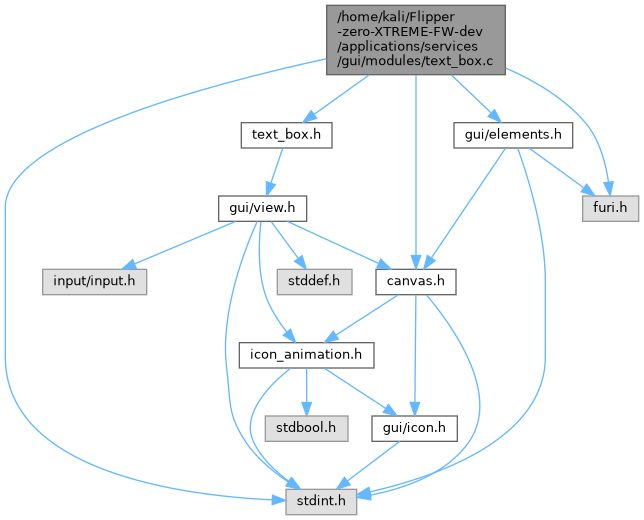 /home/kali/Flipper
-zero-XTREME-FW-dev
/applications/services
/gui/modules/text_box.c
text_box.h
gui/elements.h
gui/view.h
furi.h
input/input.h
stddef.h
canvas.h
icon_animation.h
stdbool.h
gui/icon.h
stdint.h